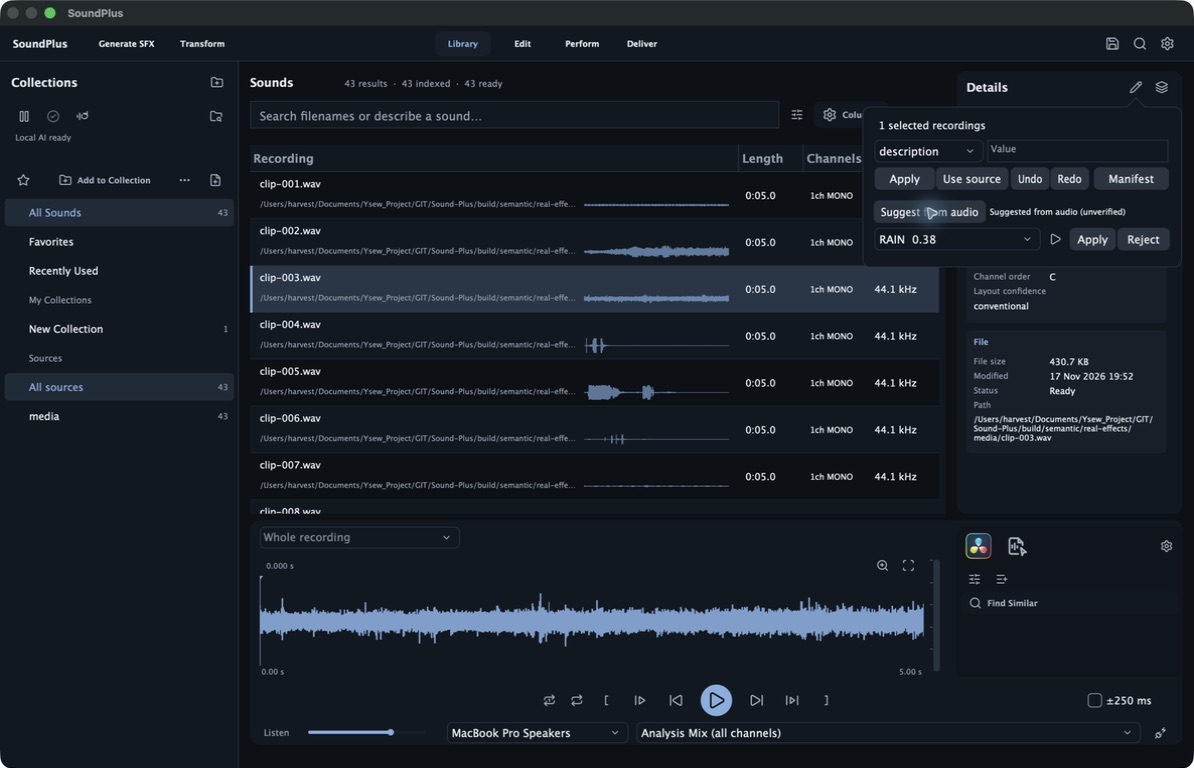 SoundPlus
SoundPlus
Generate SFX
Transform
Library
Edit
Perform
Deliver
Collections
Local AI ready
Add to Collection
All Sounds 43
Favorites
Recently Used
My Collections
New Collection 1
Sources
All sources 43
media 43
Sounds
43 results · 43 indexed · 43 ready
Search filenames or describe a sound...
Recording
Length
Channels
clip-001.wav
/Users/harvest/Documents/Ysew_Project/GIT/Sound-Plus/build/semantic/real-effe...
0:05.0
1ch MONO
clip-002.wav
/Users/harvest/Documents/Ysew_Project/GIT/Sound-Plus/build/semantic/real-effe...
0:05.0
1ch MONO
clip-003.wav
/Users/harvest/Documents/Ysew_Project/GIT/Sound-Plus/build/semantic/real-effe...
0:05.0
1ch MONO
44.1 kHz
clip-004.wav
/Users/harvest/Documents/Ysew_Project/GIT/Sound-Plus/build/semantic/real-effe...
0:05.0
1ch MONO
44.1 kHz
clip-005.wav
/Users/harvest/Documents/Ysew_Project/GIT/Sound-Plus/build/semantic/real-effe...
0:05.0
1ch MONO
44.1 kHz
clip-006.wav
/Users/harvest/Documents/Ysew_Project/GIT/Sound-Plus/build/semantic/real-effe...
0:05.0
1ch MONO
44.1 kHz
clip-007.wav
/Users/harvest/Documents/Ysew_Project/GIT/Sound-Plus/build/semantic/real-effe...
0:05.0
1ch MONO
44.1 kHz
clip-008.wav
Details
1 selected recordings
description
Value
Apply
Use source
Undo
Redo
Manifest
Suggested from audio (unverified)
RAIN 0.38
Apply
Reject
Channel order C
Layout confidence
conventional
File
File size 430.7 KB
Modified 17 Nov 2026 19:52
Status Ready
Path
/Users/harvest/Documents/Ysew_Project/GIT/
Sound-Plus/build/semantic/real-effects/
media/clip-003.wav
Whole recording
0.000 s
0.00 s
5.00 s
±250 ms
Listen
MacBook Pro Speakers
Analysis Mix (all channels)
Find Similar